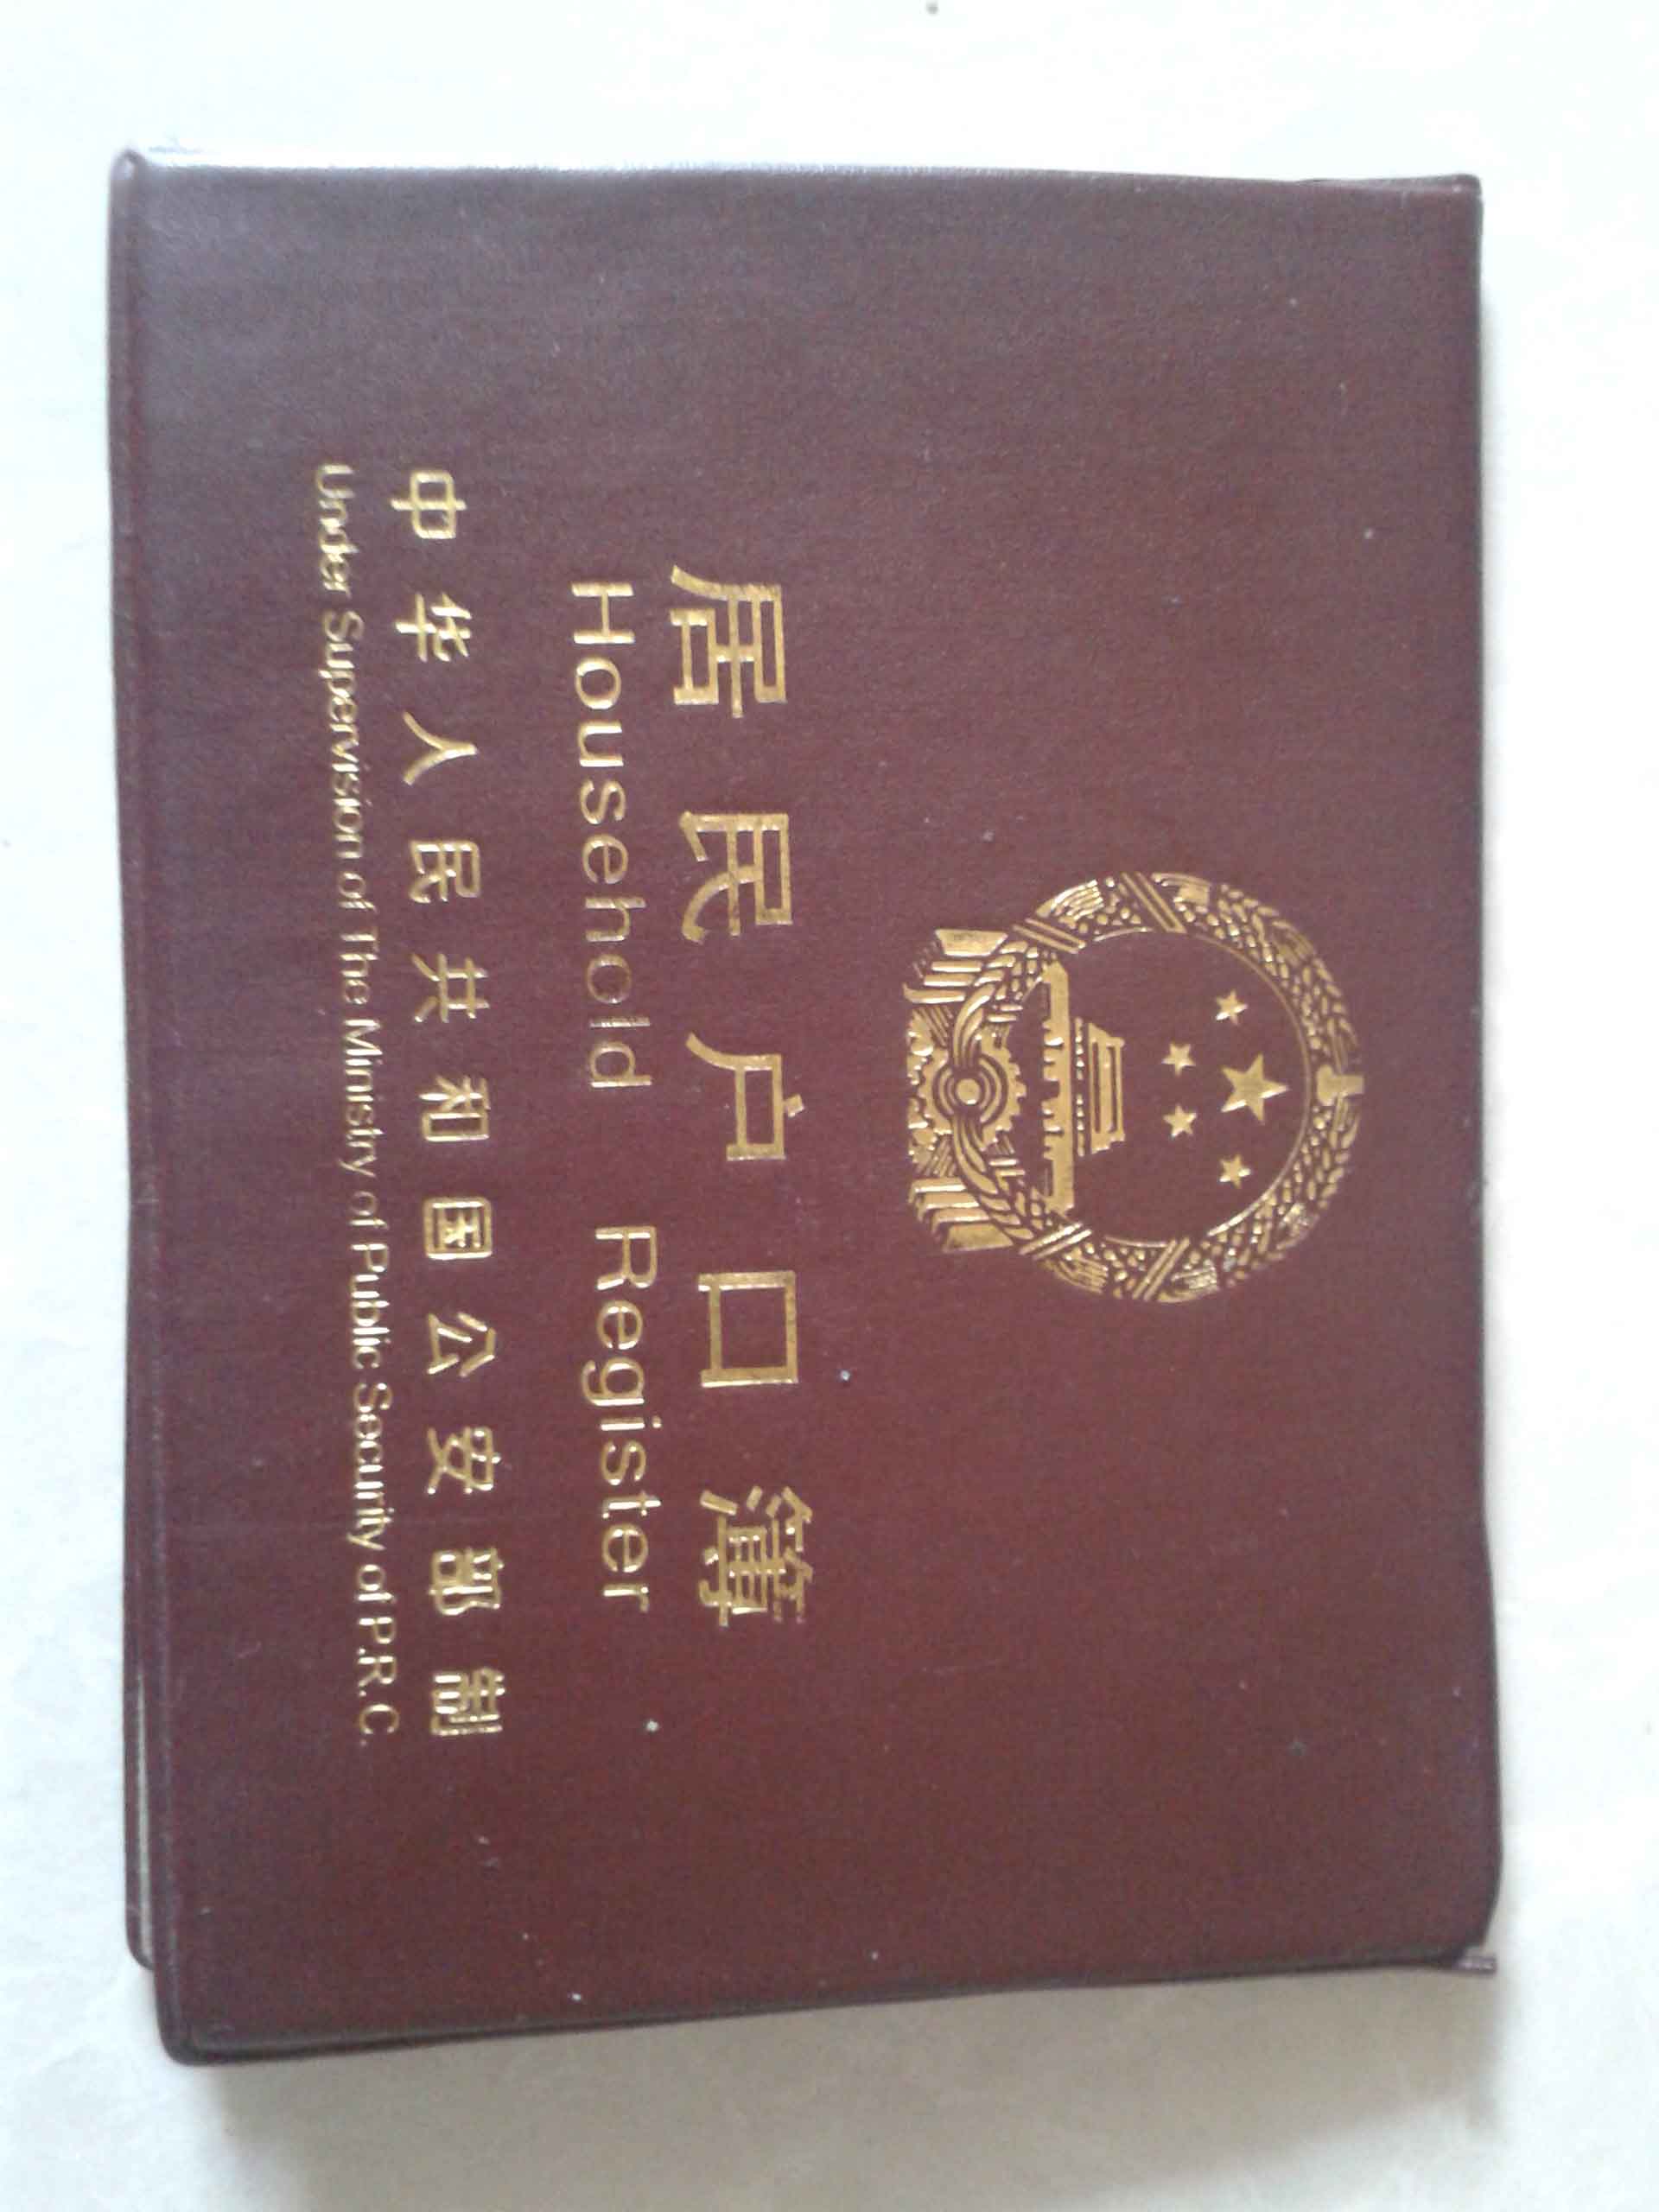 居民户口簿
Household Register
中华人民共和国公安部制
Under Supervision of The Ministry of Public Security of P.R.C.